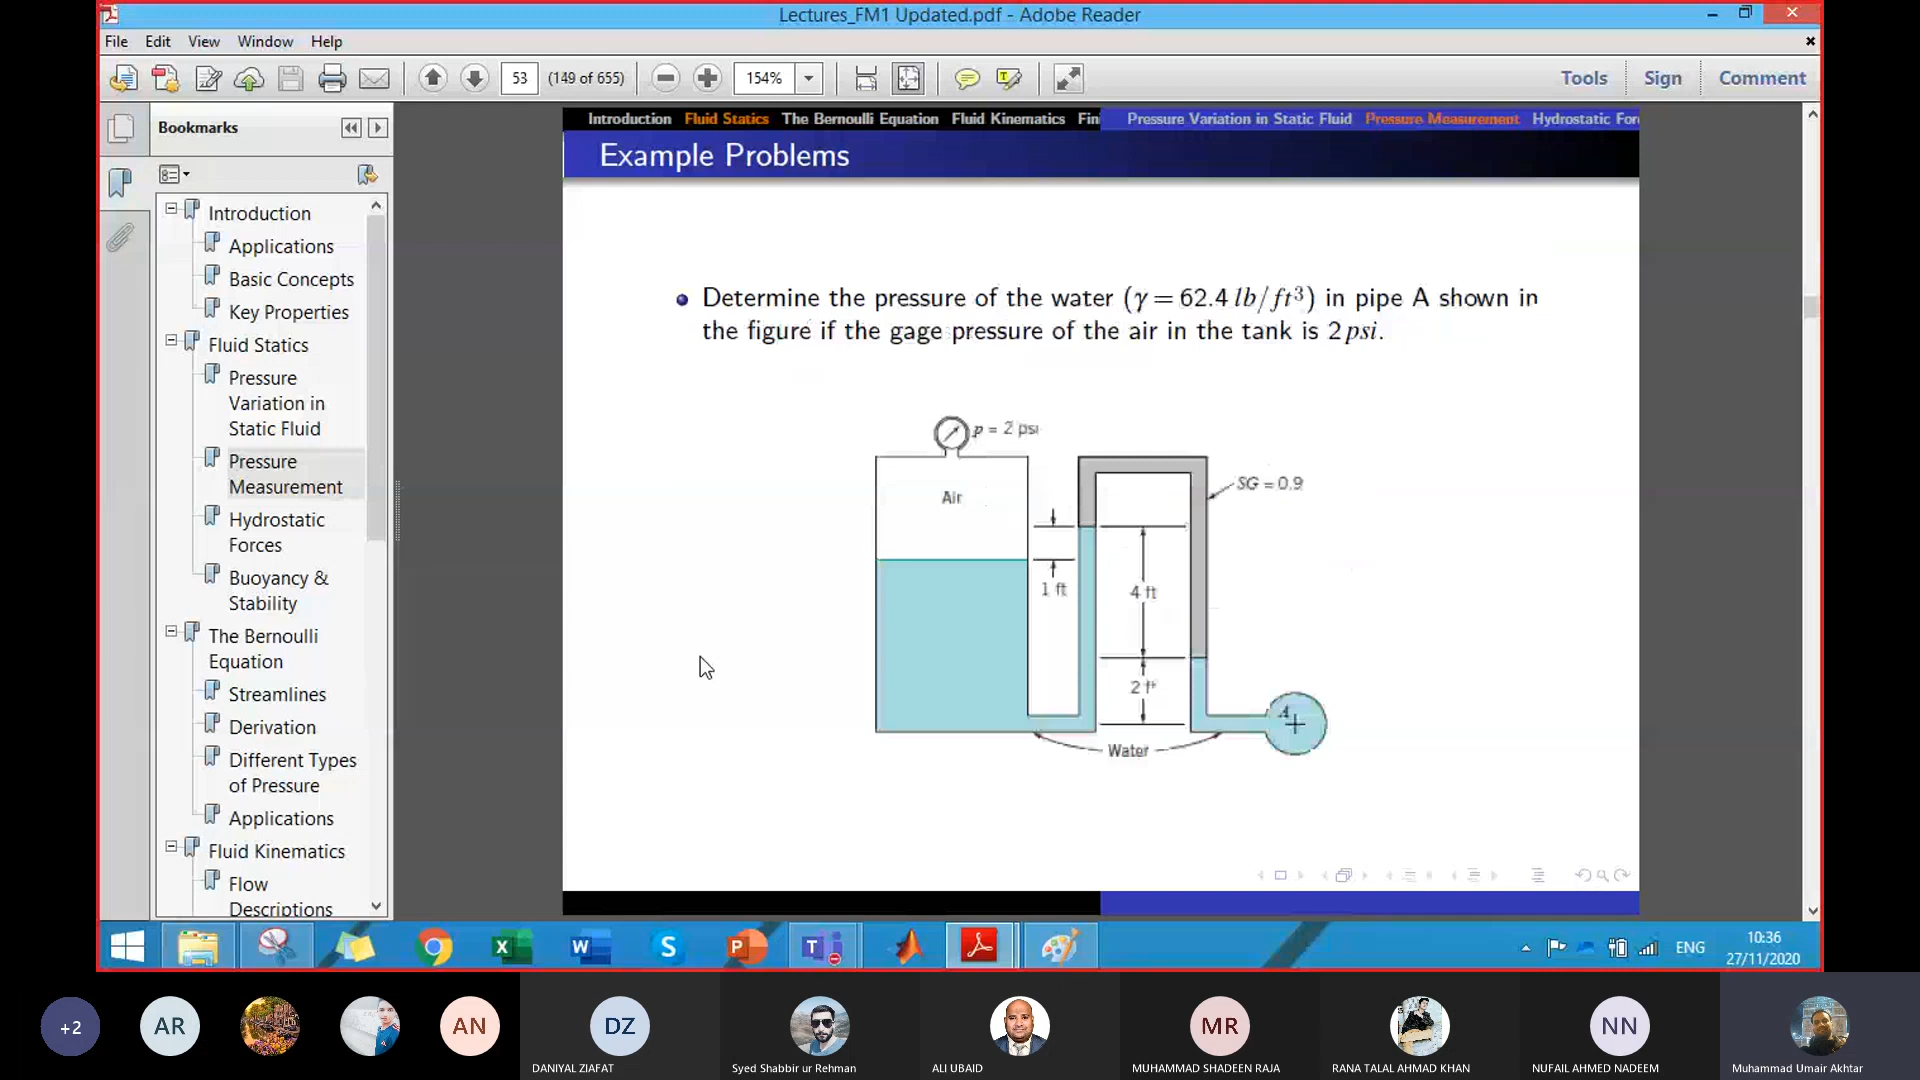 Lectures_FM1 Updated.pdf - Adobe Reader
File Edit View Window Help
53 (149 of 655) 154% Tools Sign Comment
Bookmarks
Introduction
Applications
Basic Concepts
Key Properties
Fluid Statics
Pressure
Variation in
Static Fluid
Pressure
Measurement
Hydrostatic
Forces
Buoyancy &
Stability
The Bernoulli
Equation
Streamlines
Derivation
Different Types
of Pressure
Applications
Fluid Kinematics
Flow
Descriptions
Introduction Fluid Statics The Bernoulli Equation Fluid Kinematics Fin
Pressure Variation in Static Fluid Pressure Measurement Hydrostatic For
Example Problems
Determine the pressure of the water (γ = 62.4 lb/ft³) in pipe A shown in
the figure if the gage pressure of the air in the tank is 2 psi.
p = 2 psi
Air
SG = 0.9
1 ft
4 ft
2 ft
A
Water
ENG
10:36
27/11/2020
+2
AR
AN
DZ
MR
NN
DANIYAL ZIAFAT
Syed Shabbir ur Rehman
ALI UBAID
MUHAMMAD SHADEEN RAJA
RANA TALAL AHMAD KHAN
NUFAIL AHMED NADEEM
Muhammad Umair Akhtar